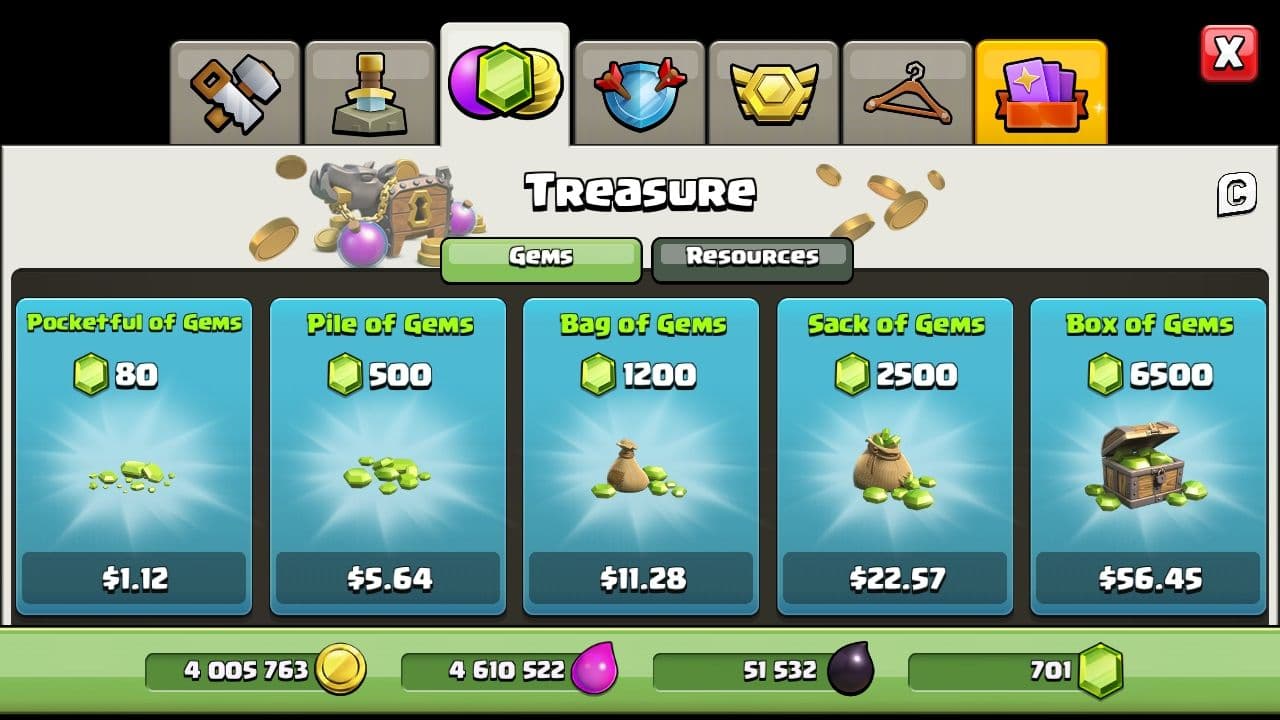 X
Treasure
C
Gems
Resources
Pocketful of Gems
80
$1.12
Pile of Gems
500
$5.64
Bag of Gems
1200
$11.28
Sack of Gems
2500
$22.57
Box of Gems
6500
$56.45
4 005 763
4 610 522
51 532
701